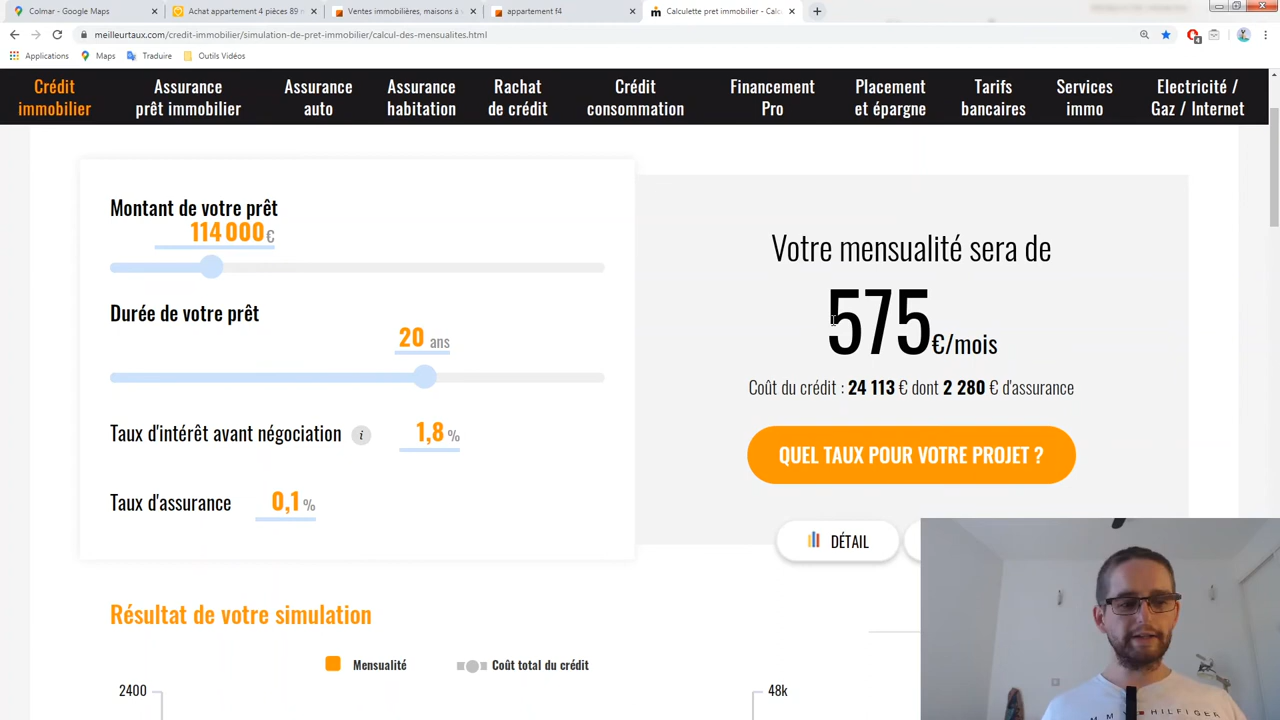 Colmar - Google Maps
Achat appartement 4 pièces 89 m
Ventes immobilières, maisons à v
appartement f4
Calculette pret immobilier - Calc
meilleurtaux.com/credit-immobilier/simulation-de-pret-immobilier/calcul-des-mensualites.html
Applications
Maps
Traduire
Outils Vidéos
Crédit immobilier
Assurance prêt immobilier
Assurance auto
Assurance habitation
Rachat de crédit
Crédit consommation
Financement Pro
Placement et épargne
Tarifs bancaires
Services immo
Electricité / Gaz / Internet
Montant de votre prêt
114 000 €
Durée de votre prêt
20 ans
Taux d'intérêt avant négociation i 1,8 %
Taux d'assurance 0,1 %
Votre mensualité sera de
575 €/mois
Coût du crédit : 24 113 € dont 2 280 € d'assurance
QUEL TAUX POUR VOTRE PROJET ?
DÉTAIL
Résultat de votre simulation
Mensualité
Coût total du crédit
2400
48k
HILFIGER